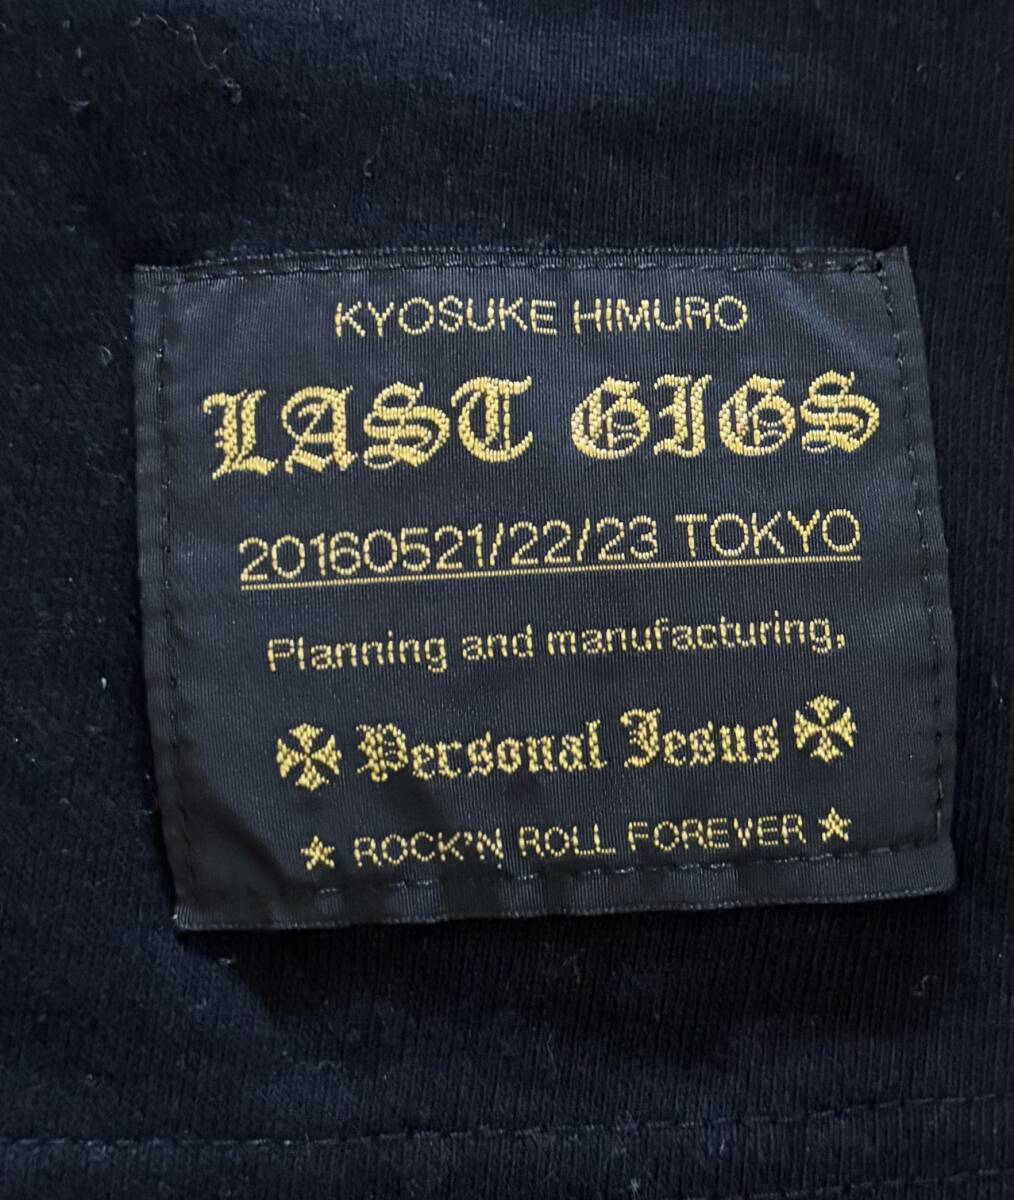 KYOSUKE HIMURO
LAST GIGS
20160521/22/23 TOKYO
Planning and manufacturing,
Personal Jesus
★ ROCK'N ROLL FOREVER ★